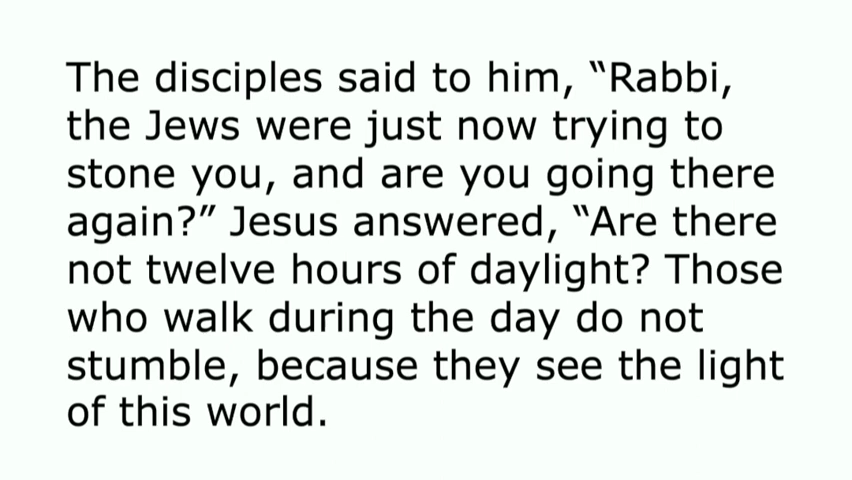 The disciples said to him, “Rabbi,
the Jews were just now trying to
stone you, and are you going there
again?” Jesus answered, “Are there
not twelve hours of daylight? Those
who walk during the day do not
stumble, because they see the light
of this world.